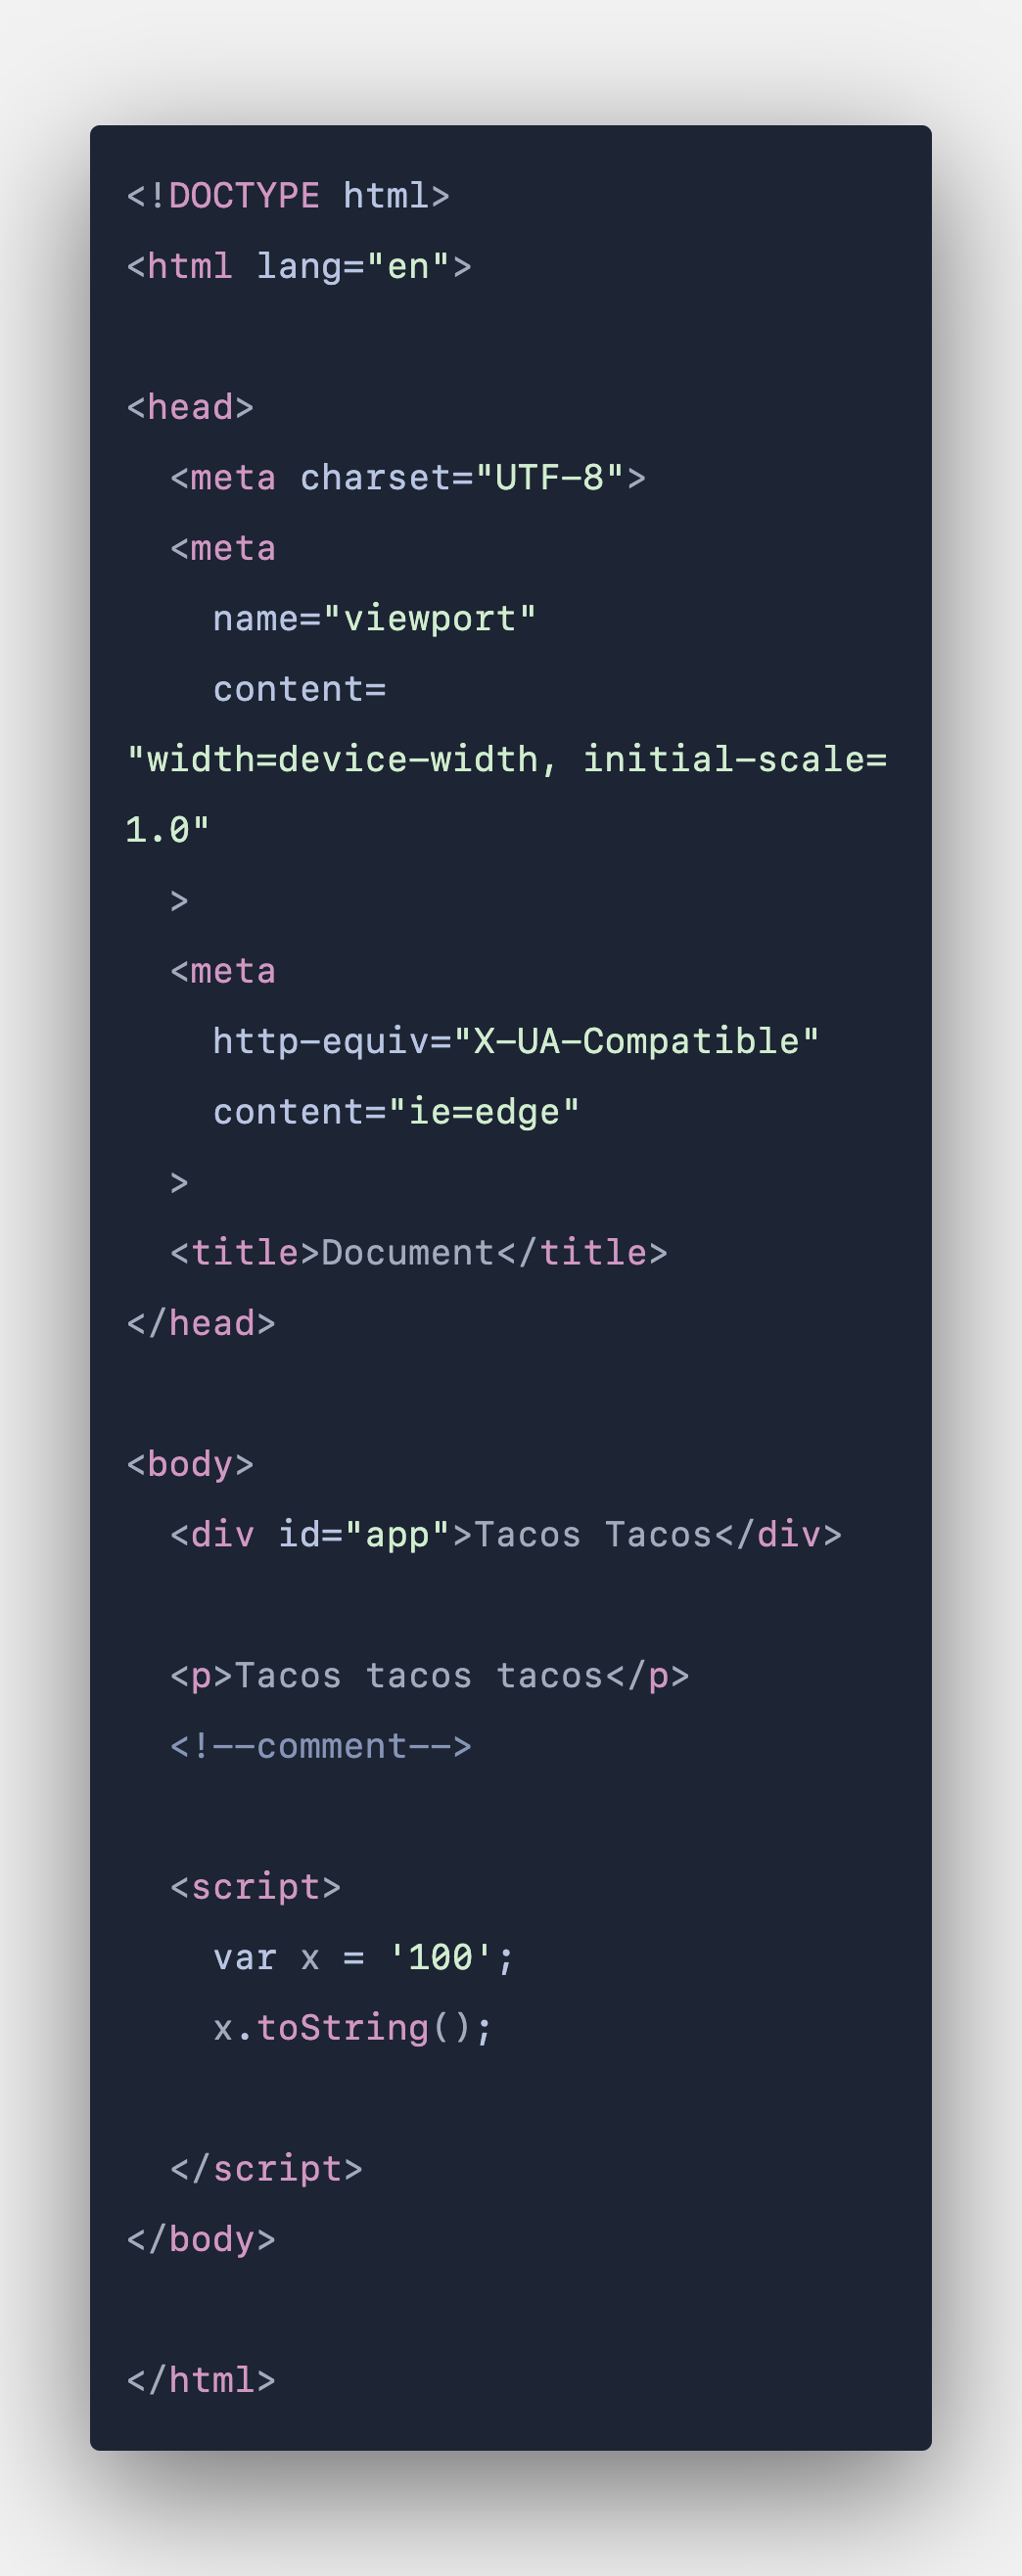 <!DOCTYPE html>
<html lang="en">

<head>
  <meta charset="UTF-8">
  <meta
    name="viewport"
    content=
"width=device-width, initial-scale=
1.0"
  >
  <meta
    http-equiv="X-UA-Compatible"
    content="ie=edge"
  >
  <title>Document</title>
</head>

<body>
  <div id="app">Tacos Tacos</div>

  <p>Tacos tacos tacos</p>
  <!--comment-->

  <script>
    var x = '100';
    x.toString();

  </script>
</body>

</html>